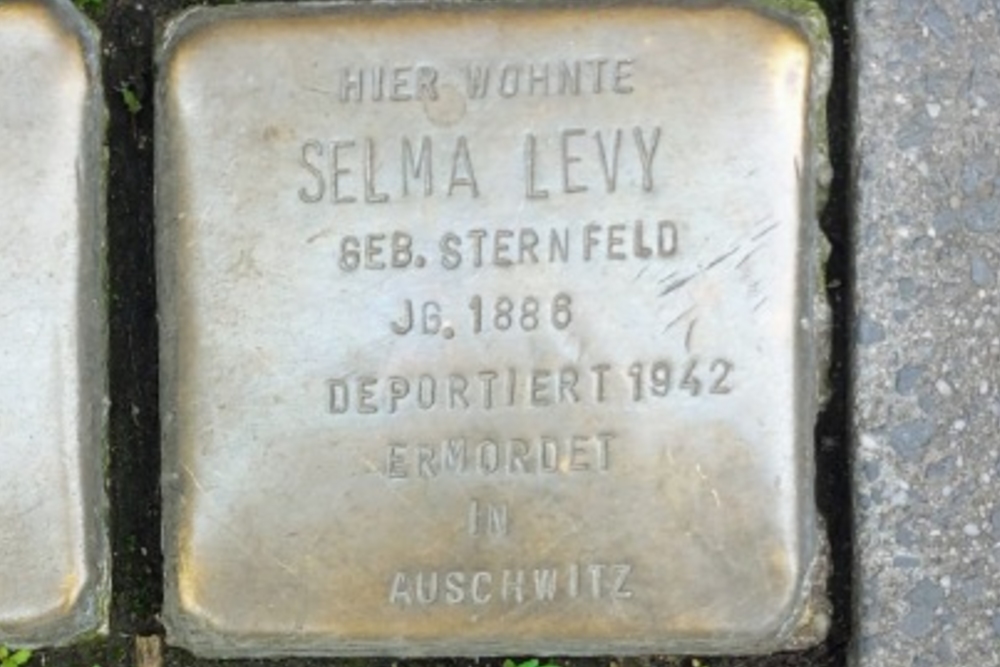 HIER WOHNTE
SELMA LEVY
GEB. STERNFELD
JG. 1886
DEPORTIERT 1942
ERMORDET
IN
AUSCHWITZ